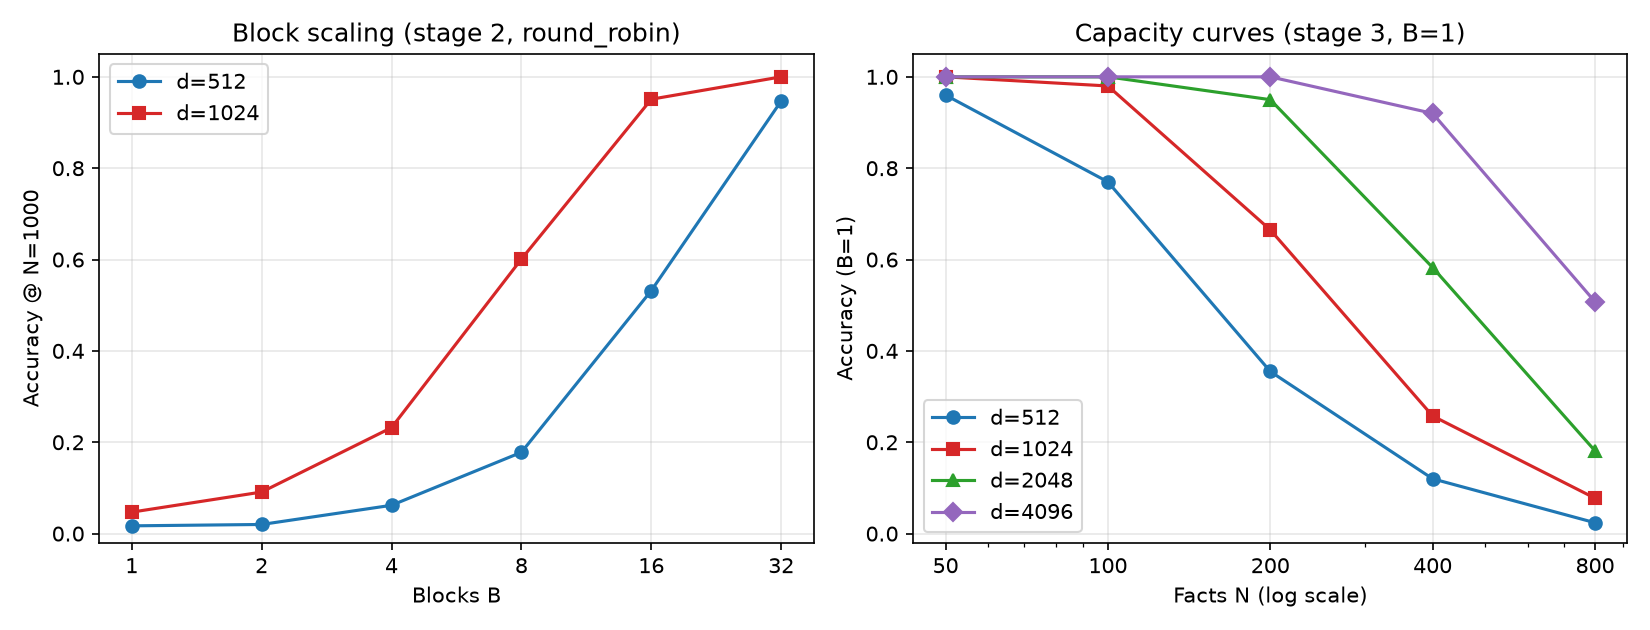 Block scaling (stage 2, round_robin)
d=512
d=1024
Accuracy @ N=1000
1.0
0.8
0.6
0.4
0.2
0.0
1 2 4 8 16 32
Blocks B
Capacity curves (stage 3, B=1)
Accuracy (B=1)
1.0
0.8
0.6
0.4
0.2
0.0
d=512
d=1024
d=2048
d=4096
50 100 200 400 800
Facts N (log scale)